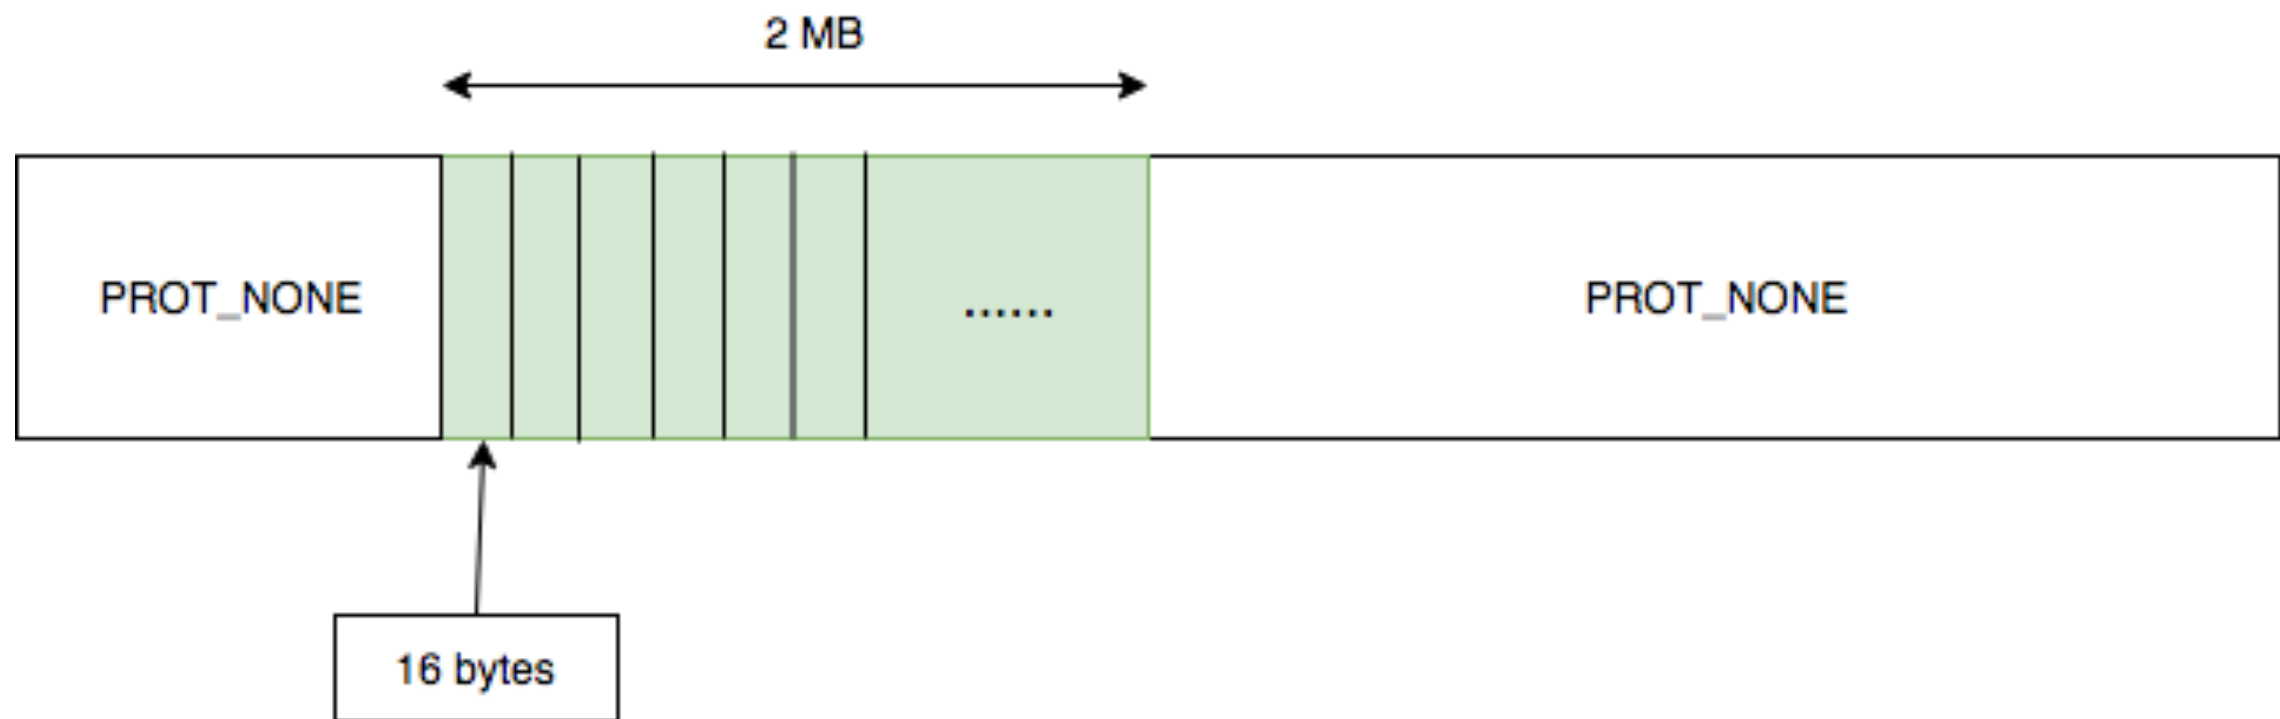 2 MB
PROT_NONE
......
PROT_NONE
16 bytes